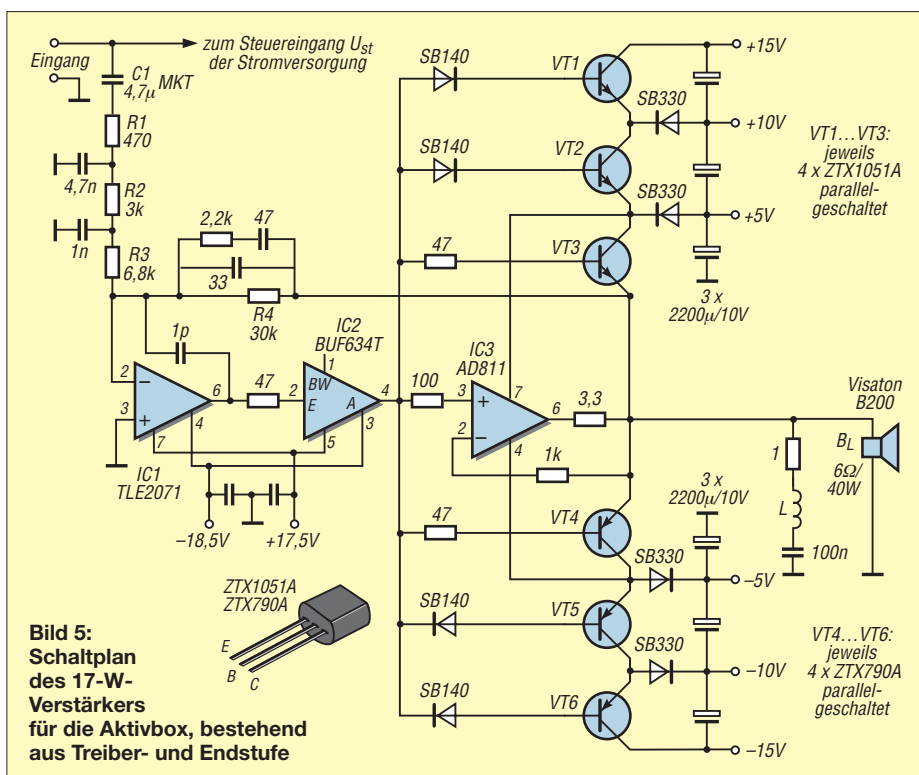 zum Steuereingang Ust
der Stromversorgung
Eingang
C1
4,7µ
MKT
R1
470
4,7n
R2
3k
1n
R3
6,8k
2,2k
47
33
R4
30k
1p
IC2
BUF634T
1
2
3
6
4
7
–
+
IC1
TLE2071
47
2
BW
E
A
4
3
5
–18,5V
+17,5V
100
IC3
AD811
3
+
2
–
7
6
4
3,3
1k
SB140
VT1
SB330
SB140
VT2
SB330
47
VT3
+15V
+10V
+5V
3 x
2200µ/10V
VT1...VT3:
jeweils
4 x ZTX1051A
parallel-
geschaltet
Visaton
B200
BL
6Ω/
40W
1
L
100n
3 x
2200µ/10V
47
VT4
SB330
SB140
VT5
SB330
SB140
VT6
–5V
–10V
–15V
VT4...VT6:
jeweils
4 x ZTX790A
parallel-
geschaltet
ZTX1051A
ZTX790A
E
B
C
Bild 5:
Schaltplan
des 17-W-
Verstärkers
für die Aktivbox, bestehend
aus Treiber- und Endstufe